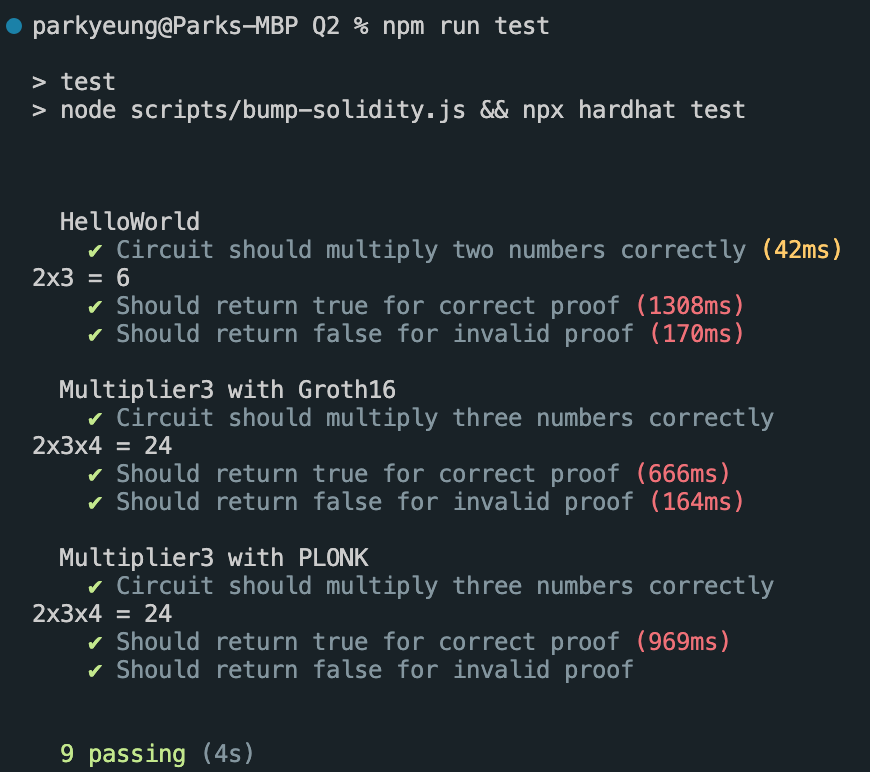 parkyeung@Parks-MBP Q2 % npm run test
> test
> node scripts/bump-solidity.js && npx hardhat test
HelloWorld
✔ Circuit should multiply two numbers correctly (42ms)
2x3 = 6
✔ Should return true for correct proof (1308ms)
✔ Should return false for invalid proof (170ms)
Multiplier3 with Groth16
✔ Circuit should multiply three numbers correctly
2x3x4 = 24
✔ Should return true for correct proof (666ms)
✔ Should return false for invalid proof (164ms)
Multiplier3 with PLONK
✔ Circuit should multiply three numbers correctly
2x3x4 = 24
✔ Should return true for correct proof (969ms)
✔ Should return false for invalid proof
9 passing (4s)